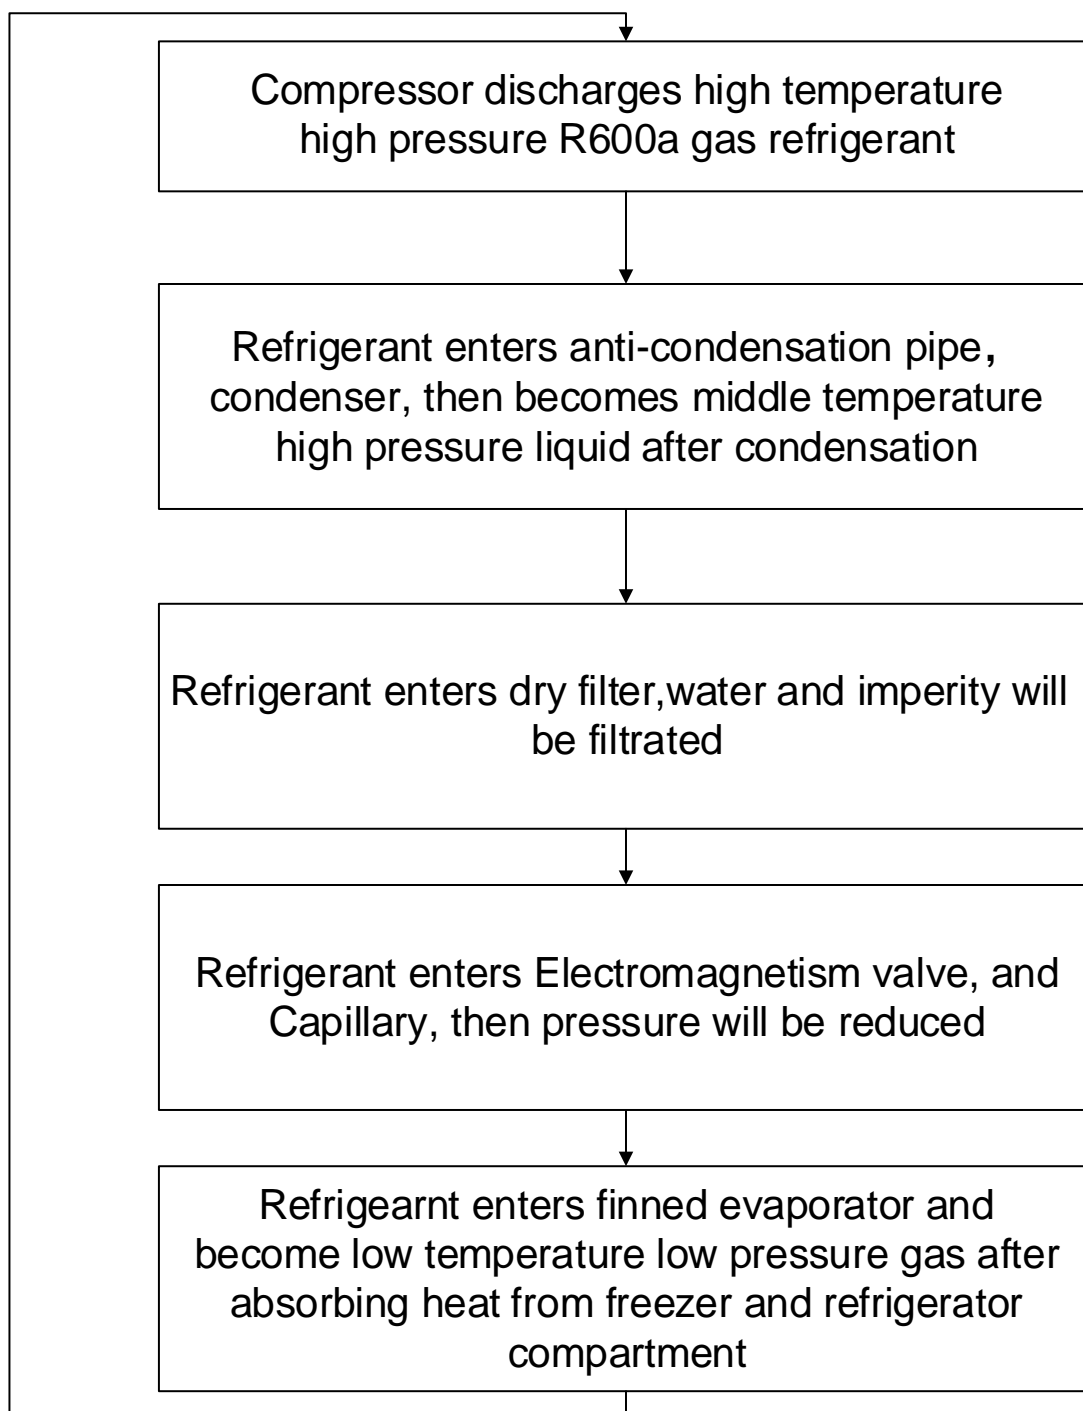 Compressor discharges high temperature
high pressure R600a gas refrigerant
Refrigerant enters anti-condensation pipe,
condenser, then becomes middle temperature
high pressure liquid after condensation
Refrigerant enters dry filter,water and imperity will
be filtrated
Refrigerant enters Electromagnetism valve, and
Capillary, then pressure will be reduced
Refrigearnt enters finned evaporator and
become low temperature low pressure gas after
absorbing heat from freezer and refrigerator
compartment